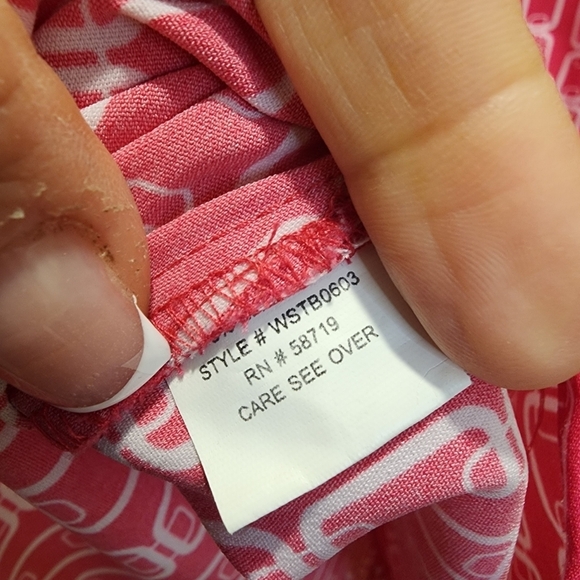 STYLE # WSTB0603
RN # 58719
CARE SEE OVER